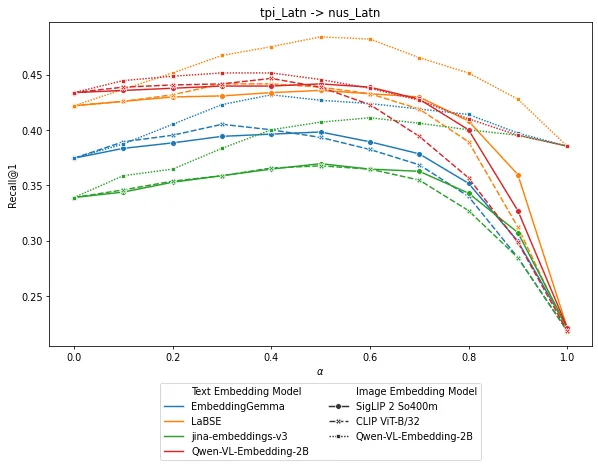 tpi_Latn -> nus_Latn
Recall@1
0.45
0.40
0.35
0.30
0.25
0.0 0.2 0.4 0.6 0.8 1.0
α
Text Embedding Model
EmbeddingGemma
LaBSE
jina-embeddings-v3
Qwen-VL-Embedding-2B
Image Embedding Model
SigLIP 2 So400m
CLIP ViT-B/32
Qwen-VL-Embedding-2B